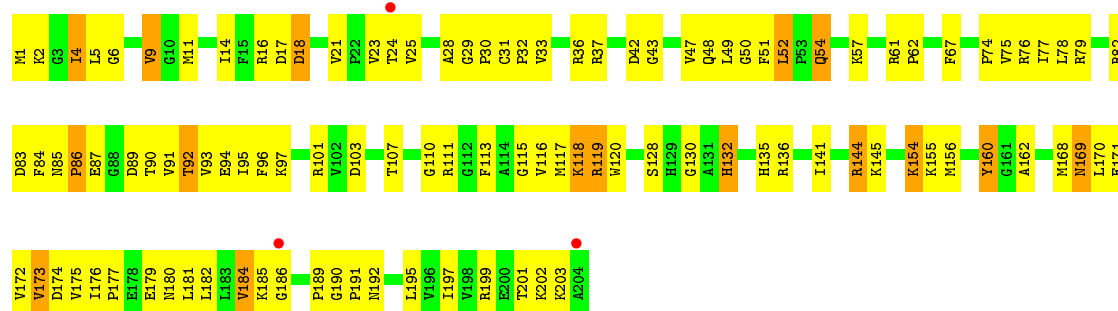 M1 K2 G3 I4 L5 G6 V9 G10 M11 I14 F15 R16 D17 D18 V21 P22 V23 T24 V25 A28 G29 P30 C31 P32 V33 R36 R37 D42 G43 V47 Q48 L49 G50 F51 L52 P53 Q54 K57 R61 P62 F67 P74 V75 R76 I77 L78 R79 R82
D83 F84 N85 P86 E87 G88 D89 T90 V91 T92 V93 E94 I95 F96 K97 R101 V102 D103 T107 G110 R111 G112 F113 A114 G115 V116 M117 K118 R119 W120 S128 H129 G130 A131 H132 H135 R136 I141 R144 K145 K154 K155 M156 Y160 G161 A162 M168 N169 L170
V172 V173 D174 V175 I176 P177 E178 E179 N180 L181 L182 L183 V184 K185 G186 P189 G190 P191 N192 L195 V196 I197 V198 R199 E200 T201 K202 K203 A204